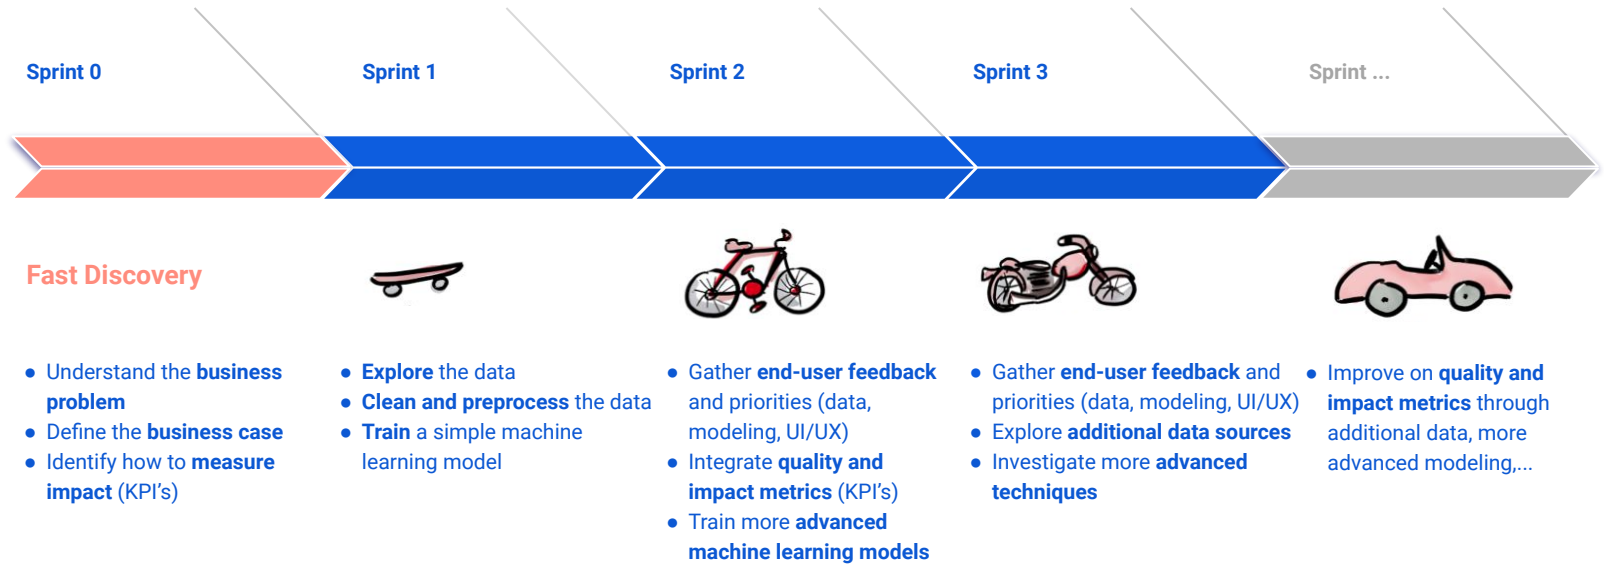 Sprint 0
Sprint 1
Sprint 2
Sprint 3
Sprint ...
Fast Discovery
● Understand the business
problem
● Define the business case
● Identify how to measure
impact (KPI's)
● Explore the data
● Clean and preprocess the data
● Train a simple machine
learning model
● Gather end-user feedback
and priorities (data,
modeling, UI/UX)
● Integrate quality and
impact metrics (KPI's)
● Train more advanced
machine learning models
● Gather end-user feedback and
priorities (data, modeling, UI/UX)
● Explore additional data sources
● Investigate more advanced
techniques
● Improve on quality and
impact metrics through
additional data, more
advanced modeling,...